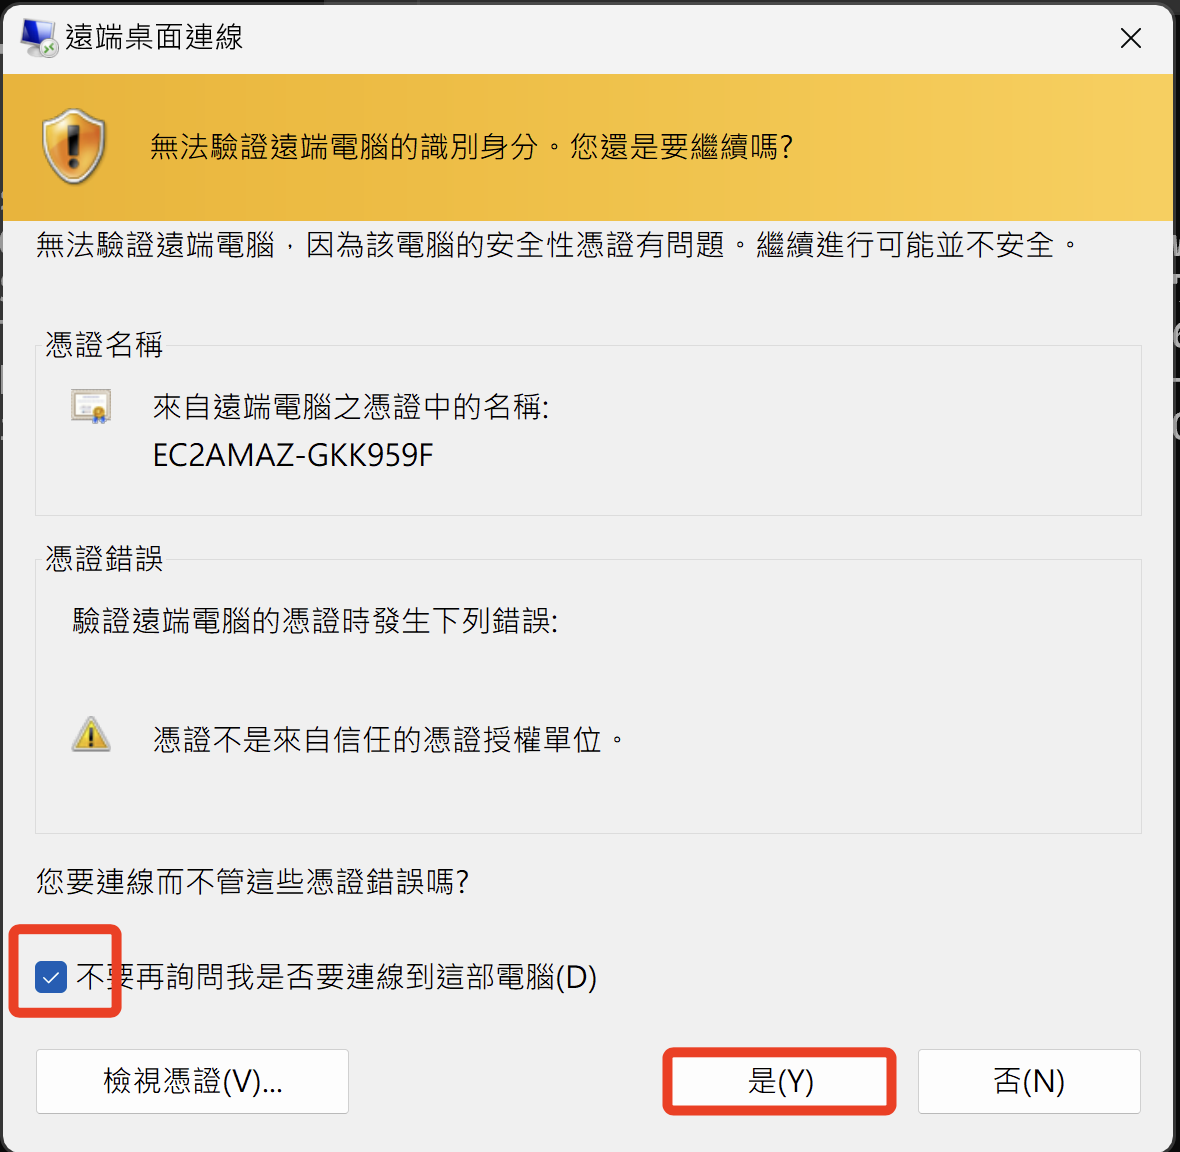 遠端桌面連線
無法驗證遠端電腦的識別身分。您還是要繼續嗎?
無法驗證遠端電腦，因為該電腦的安全性憑證有問題。繼續進行可能並不安全。
憑證名稱
來自遠端電腦之憑證中的名稱:
EC2AMAZ-GKK959F
憑證錯誤
驗證遠端電腦的憑證時發生下列錯誤:
憑證不是來自信任的憑證授權單位。
您要連線而不管這些憑證錯誤嗎?
不要再詢問我是否要連線到這部電腦(D)
檢視憑證(V)...
是(Y)
否(N)